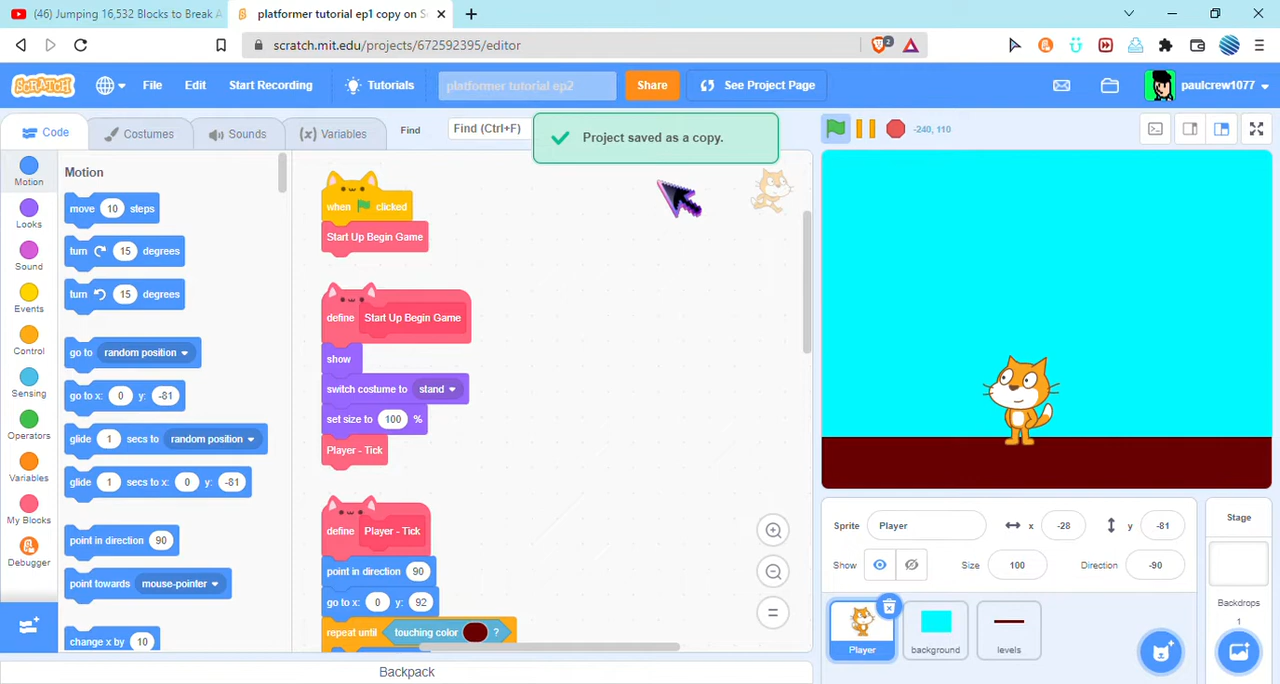 (46) Jumping 16,532 Blocks to Break A
platformer tutorial ep1 copy on S
scratch.mit.edu/projects/672592395/editor
2
SCRATCH
File
Edit
Start Recording
Tutorials
platformer tutorial ep2
Share
See Project Page
paulcrew1077
Code
Costumes
Sounds
(x) Variables
Find
Find (Ctrl+F)
Project saved as a copy.
-240, 110
Motion
Looks
Sound
Events
Control
Sensing
Operators
Variables
My Blocks
Debugger
Motion
move 10 steps
turn 15 degrees
turn 15 degrees
go to random position
go to x: 0 y: -81
glide 1 secs to random position
glide 1 secs to x: 0 y: -81
point in direction 90
point towards mouse-pointer
change x by 10
when clicked
Start Up Begin Game
define Start Up Begin Game
show
switch costume to stand
set size to 100 %
Player - Tick
define Player - Tick
point in direction 90
go to x: 0 y: 92
repeat until touching color ?
Backpack
Sprite Player x -28 y -81
Show Size 100 Direction -90
Player
background
levels
Stage
Backdrops
1